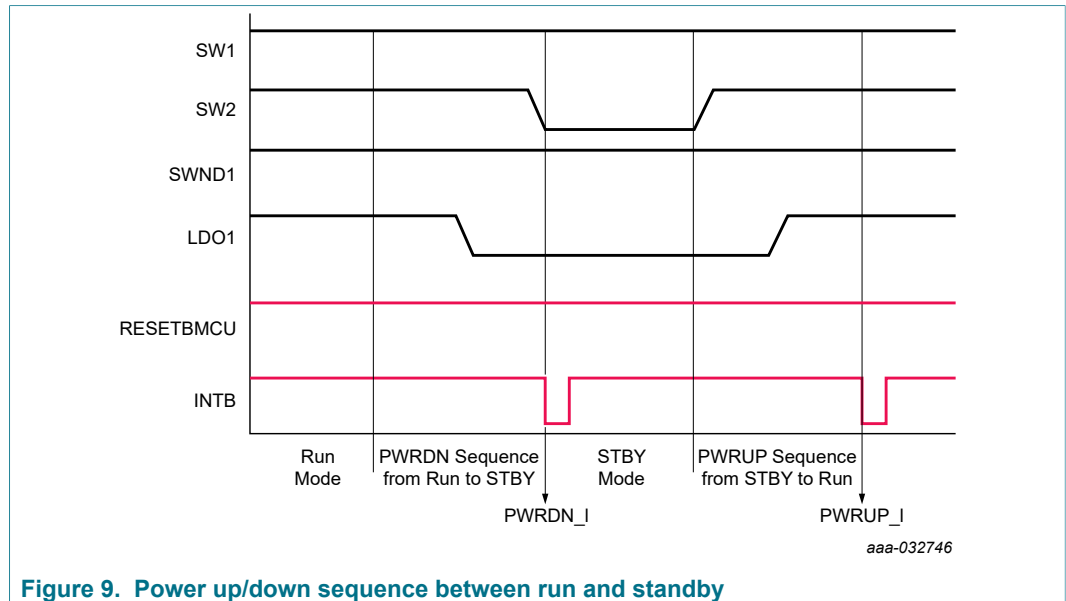 SW1
SW2
SWND1
LDO1
RESETBMCU
INTB
Run
Mode
PWRDN Sequence
from Run to STBY
STBY
Mode
PWRUP Sequence
from STBY to Run
PWRDN_I
PWRUP_I
aaa-032746
Figure 9. Power up/down sequence between run and standby